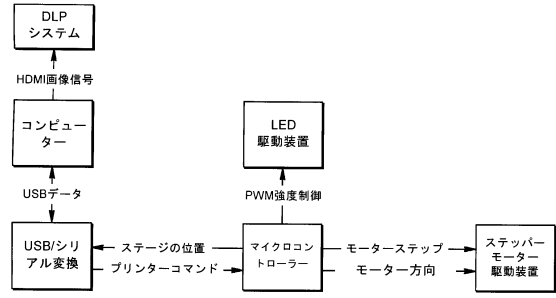 DLP
システム
HDMI画像信号
コンピュー
ター
LED
駆動装置
USBデータ
PWM強度制御
USB/シリ
アル変換
ステージの位置
プリンターコマンド
マイクロコン
トローラー
モーターステップ
モーター方向
ステッパー
モーター
駆動装置